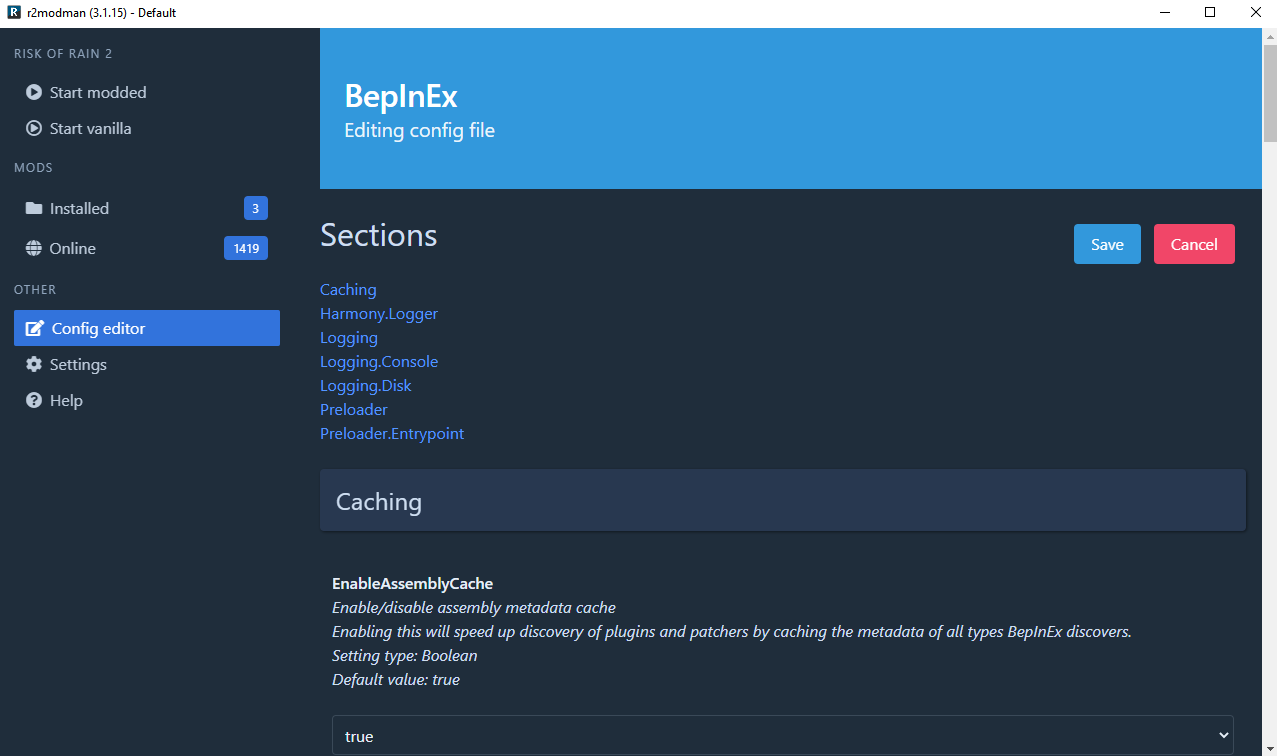 R r2modman (3.1.15) - Default
RISK OF RAIN 2
Start modded
Start vanilla
MODS
Installed 3
Online 1419
OTHER
Config editor
Settings
Help
BepInEx
Editing config file
Sections
Save Cancel
Caching
Harmony.Logger
Logging
Logging.Console
Logging.Disk
Preloader
Preloader.Entrypoint
Caching
EnableAssemblyCache
Enable/disable assembly metadata cache
Enabling this will speed up discovery of plugins and patchers by caching the metadata of all types BepInEx discovers.
Setting type: Boolean
Default value: true
true